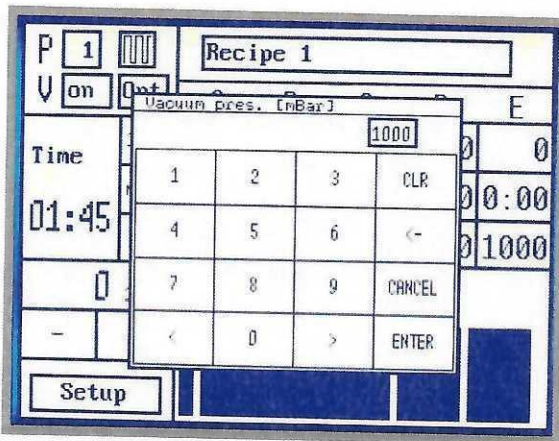 P 1 Recipe 1
V on Opt E
Vacuum pres. [mBar]
1000
Time 0
01:45 0:00
1000
1 2 3 CLR
4 5 6 <-
7 8 9 CANCEL
< 0 > ENTER
0
-
Setup